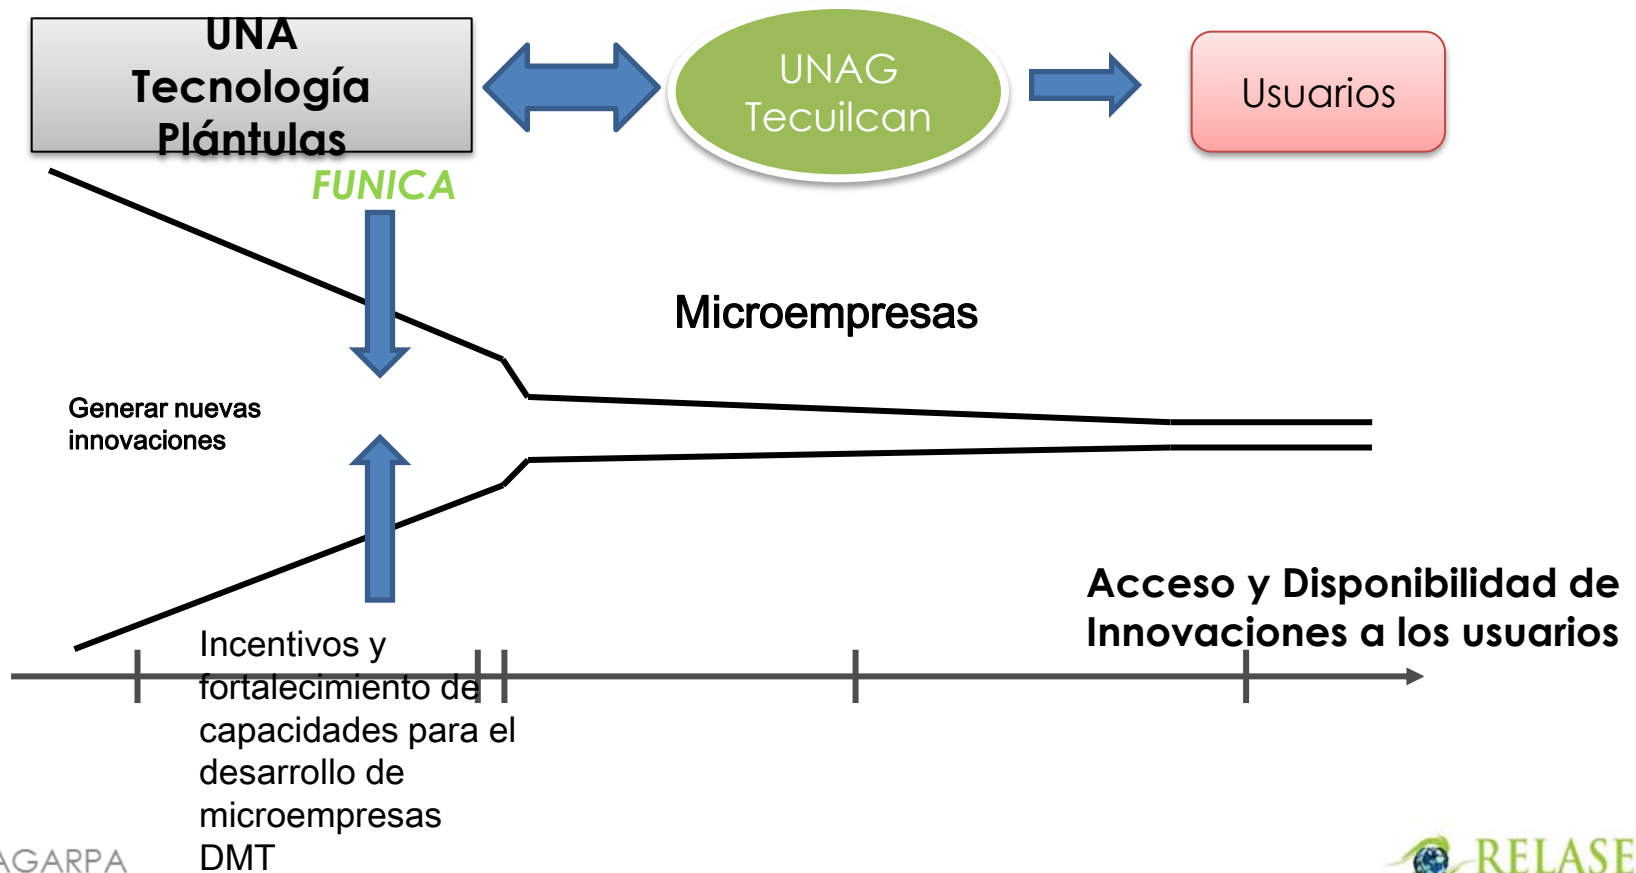 UNA
Tecnología
Plántulas
UNAG
Tecuilcan
Usuarios
FUNICA
Microempresas
Generar nuevas
innovaciones
Acceso y Disponibilidad de
Innovaciones a los usuarios
Incentivos y
fortalecimiento de
capacidades para el
desarrollo de
microempresas
DMT
AGARPA
RELASE